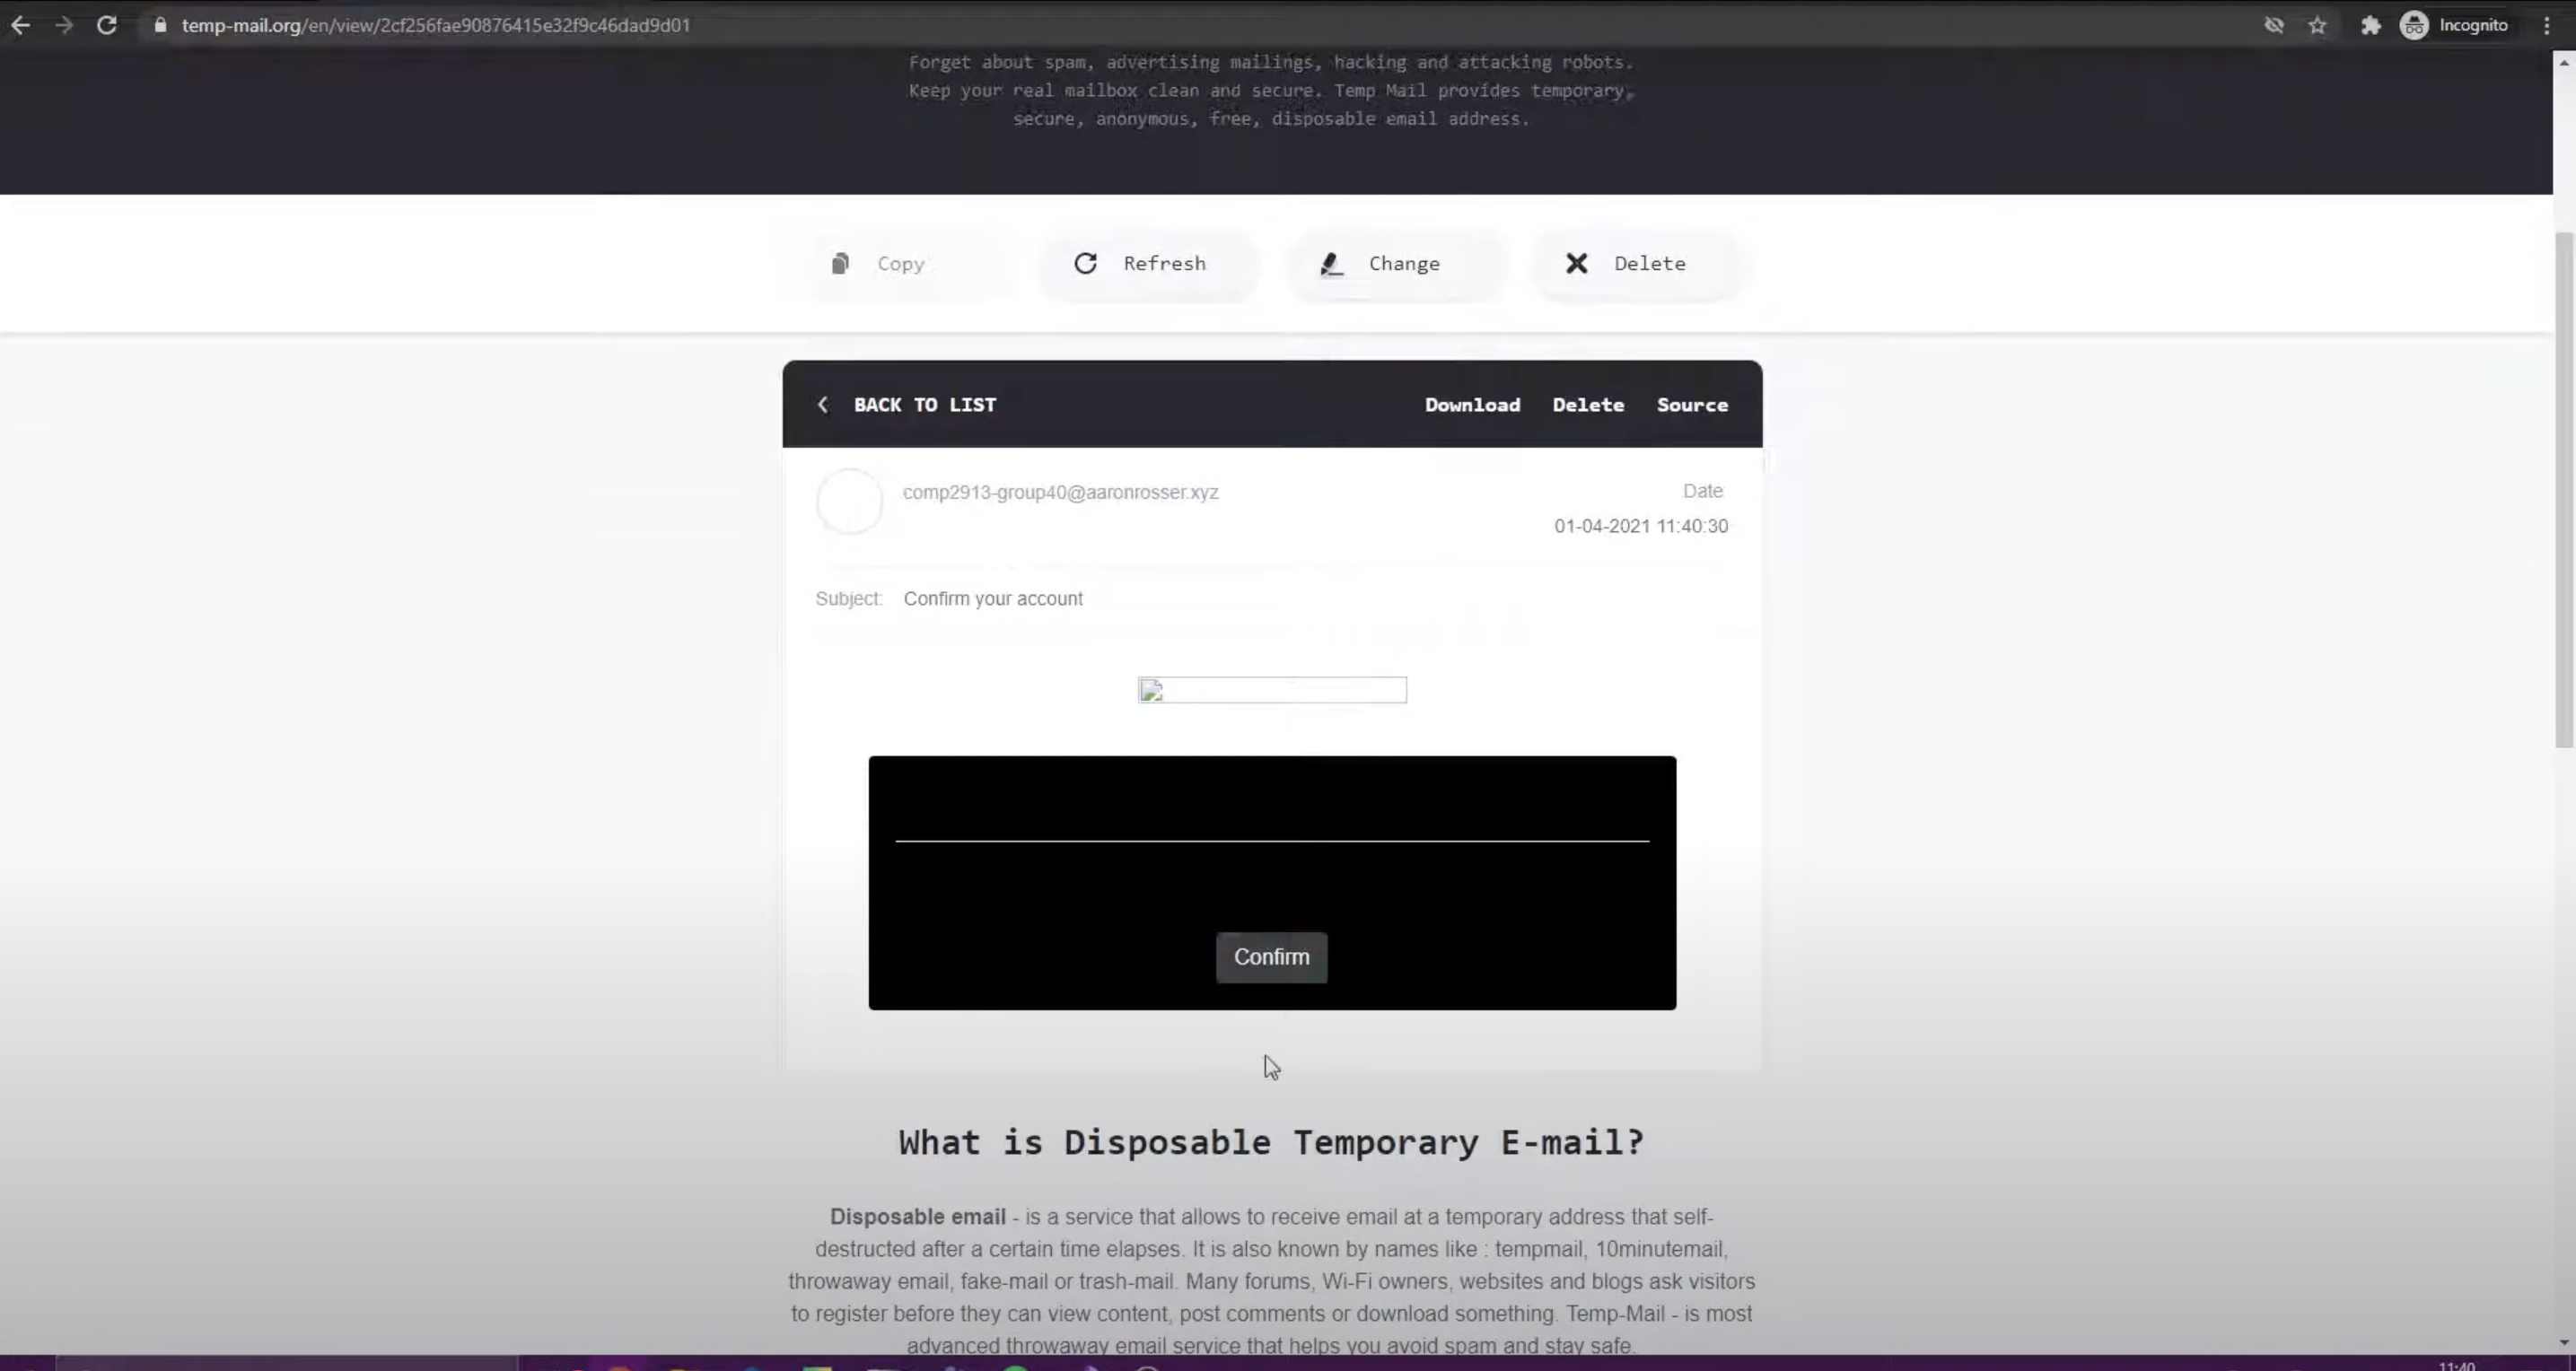 temp-mail.org/en/view/2cf256fae90876415e32f9c46dad9d01
Incognito
Forget about spam, advertising mailings, hacking and attacking robots.
Keep your real mailbox clean and secure. Temp Mail provides temporary,
secure, anonymous, free, disposable email address.
Copy
Refresh
Change
Delete
BACK TO LIST
Download
Delete
Source
comp2913-group40@aaronrosser.xyz
Date
01-04-2021 11:40:30
Subject: Confirm your account
Confirm
What is Disposable Temporary E-mail?
Disposable email - is a service that allows to receive email at a temporary address that self-
destructed after a certain time elapses. It is also known by names like : tempmail, 10minutemail,
throwaway email, fake-mail or trash-mail. Many forums, Wi-Fi owners, websites and blogs ask visitors
to register before they can view content, post comments or download something. Temp-Mail - is most
advanced throwaway email service that helps you avoid spam and stay safe.
11:40